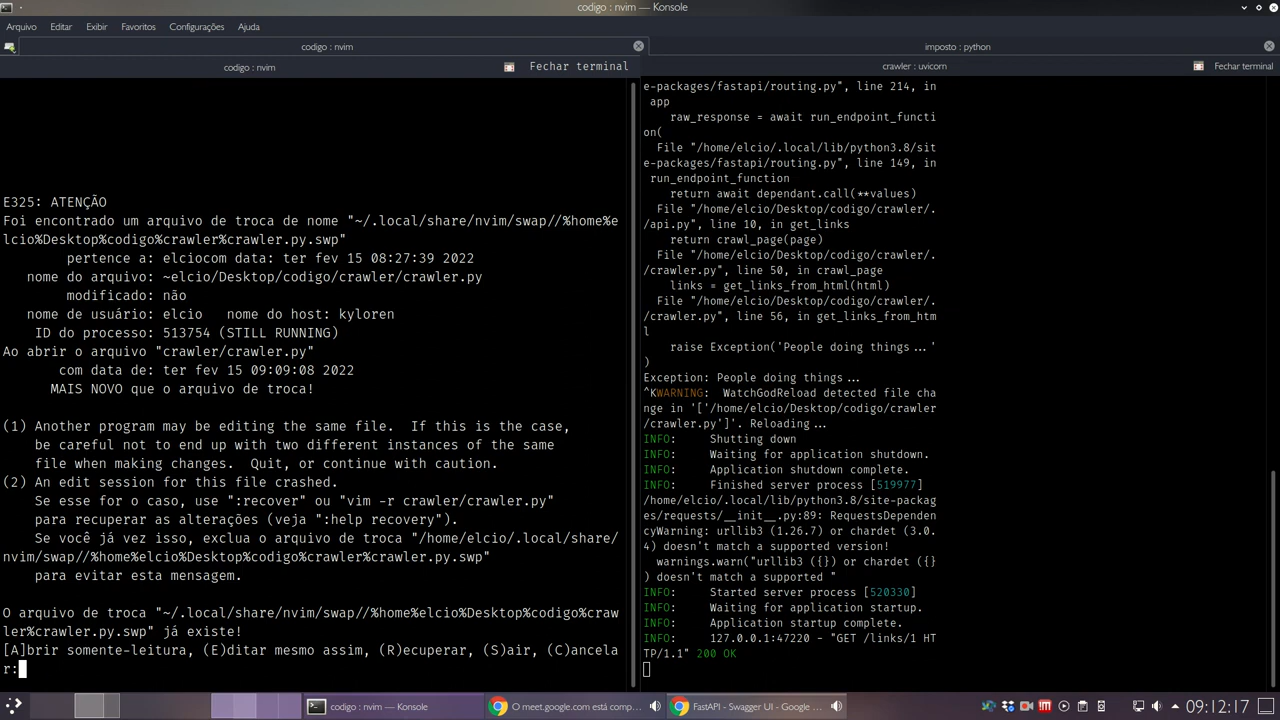 codigo : nvim — Konsole
Arquivo Editar Exibir Favoritos Configurações Ajuda
codigo : nvim
imposto : python
codigo : nvim
Fechar terminal
crawler : uvicorn
Fechar terminal
E325: ATENÇÃO
Foi encontrado um arquivo de troca de nome "~/.local/share/nvim/swap//%home%e
lcio%Desktop%codigo%crawler%crawler.py.swp"
pertence a: elciocom data: ter fev 15 08:27:39 2022
nome do arquivo: ~elcio/Desktop/codigo/crawler/crawler.py
modificado: não
nome de usuário: elcio   nome do host: kyloren
ID do processo: 513754 (STILL RUNNING)
Ao abrir o arquivo "crawler/crawler.py"
com data de: ter fev 15 09:09:08 2022
MAIS NOVO que o arquivo de troca!
(1) Another program may be editing the same file.  If this is the case,
be careful not to end up with two different instances of the same
file when making changes.  Quit, or continue with caution.
(2) An edit session for this file crashed.
Se esse for o caso, use ":recover" ou "vim -r crawler/crawler.py"
para recuperar as alterações (veja ":help recovery").
Se você já vez isso, exclua o arquivo de troca "/home/elcio/.local/share/
nvim/swap//%home%elcio%Desktop%codigo%crawler%crawler.py.swp"
para evitar esta mensagem.
O arquivo de troca "~/.local/share/nvim/swap//%home%elcio%Desktop%codigo%craw
ler%crawler.py.swp" já existe!
[A]brir somente-leitura, (E)ditar mesmo assim, (R)ecuperar, (S)air, (C)ancela
r:
e-packages/fastapi/routing.py", line 214, in
app
raw_response = await run_endpoint_functi
on(
File "/home/elcio/.local/lib/python3.8/sit
e-packages/fastapi/routing.py", line 149, in
run_endpoint_function
return await dependant.call(**values)
File "/home/elcio/Desktop/codigo/crawler/.
/api.py", line 10, in get_links
return crawl_page(page)
File "/home/elcio/Desktop/codigo/crawler/.
/crawler.py", line 50, in crawl_page
links = get_links_from_html(html)
File "/home/elcio/Desktop/codigo/crawler/.
/crawler.py", line 56, in get_links_from_htm
l
raise Exception('People doing things...'
)
Exception: People doing things...
^KWARNING:  WatchGodReload detected file cha
nge in '['/home/elcio/Desktop/codigo/crawler
/crawler.py']'. Reloading...
INFO:     Shutting down
INFO:     Waiting for application shutdown.
INFO:     Application shutdown complete.
INFO:     Finished server process [519977]
/home/elcio/.local/lib/python3.8/site-packag
es/requests/__init__.py:89: RequestsDependen
cyWarning: urllib3 (1.26.7) or chardet (3.0.
4) doesn't match a supported version!
warnings.warn("urllib3 ({}) or chardet ({}
) doesn't match a supported "
INFO:     Started server process [520330]
INFO:     Waiting for application startup.
INFO:     Application startup complete.
INFO:     127.0.0.1:47220 - "GET /links/1 HT
TP/1.1" 200 OK
codigo : nvim — Konsole
O meet.google.com está comp...
FastAPI - Swagger UI - Google ...
09:12:17